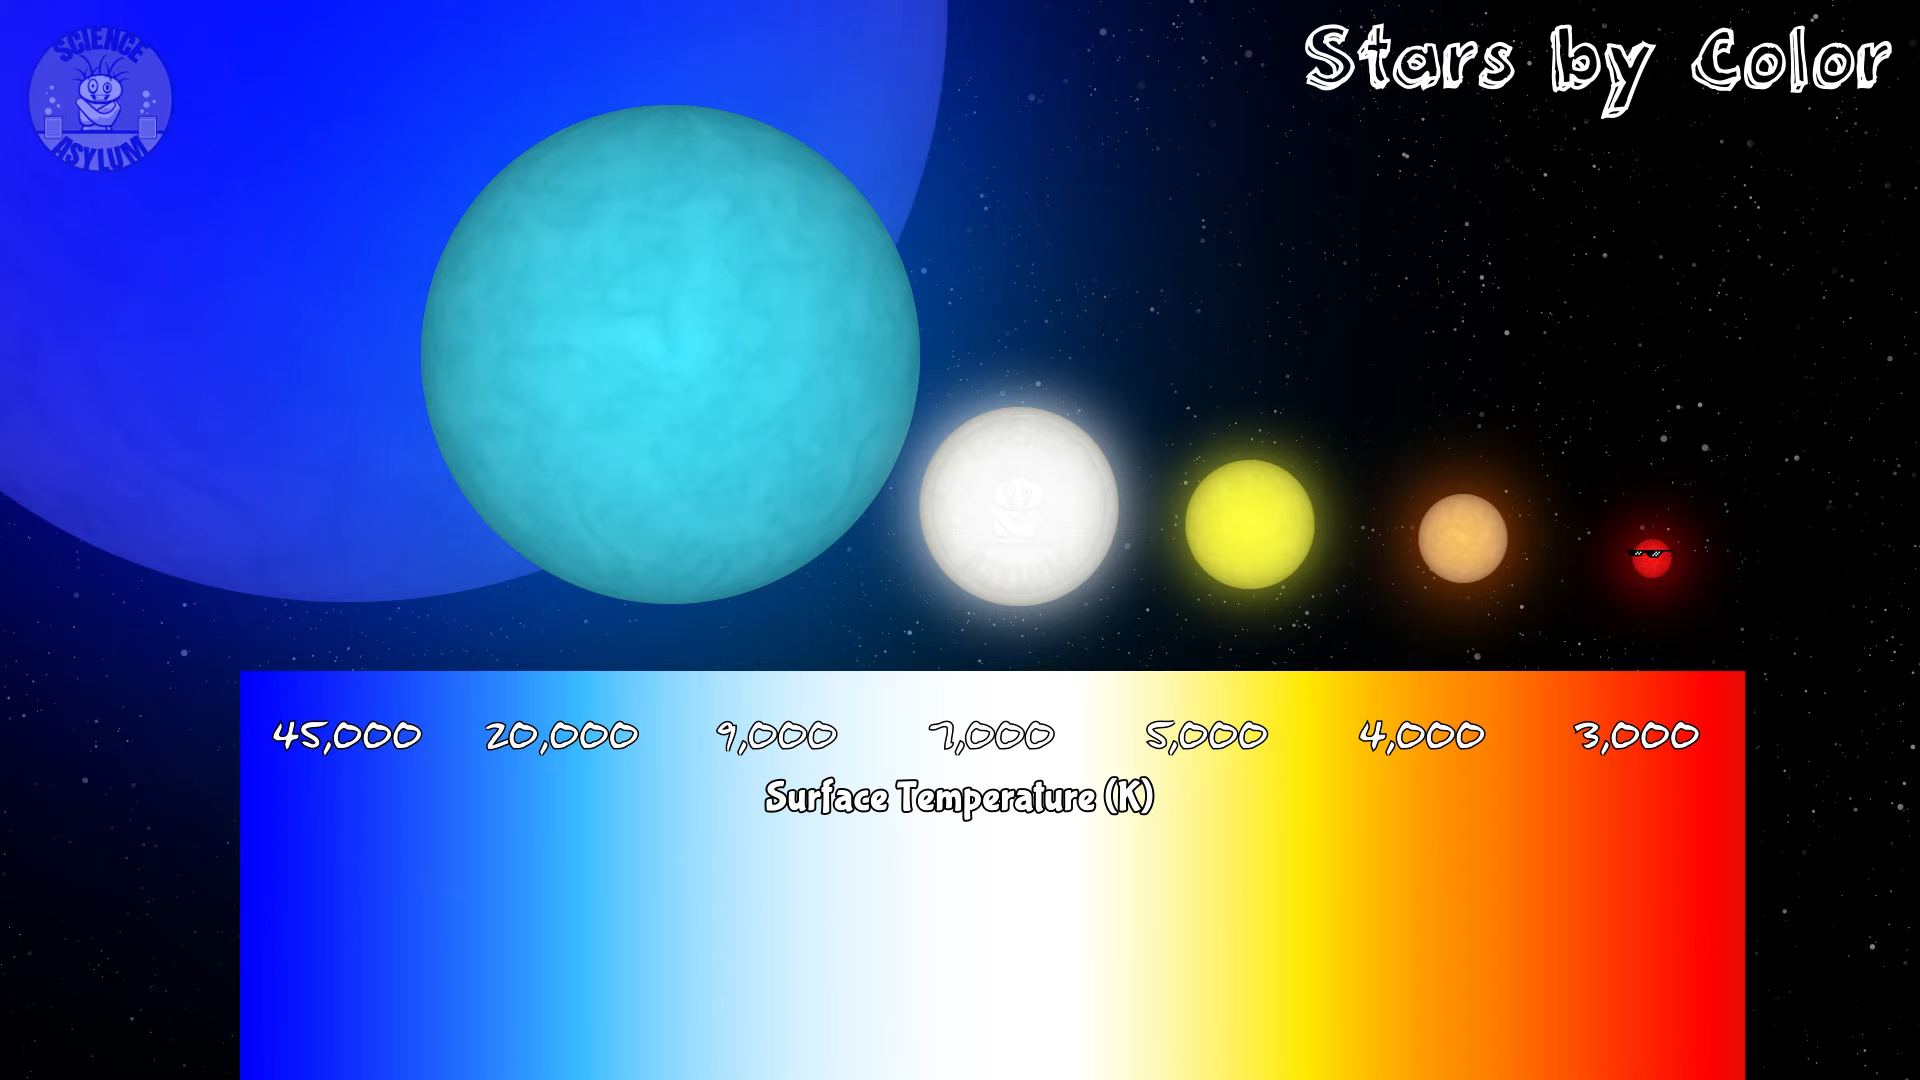 SCIENCE
ASYLUM
Stars by Color
45,000 20,000 9,000 7,000 5,000 4,000 3,000
Surface Temperature (K)